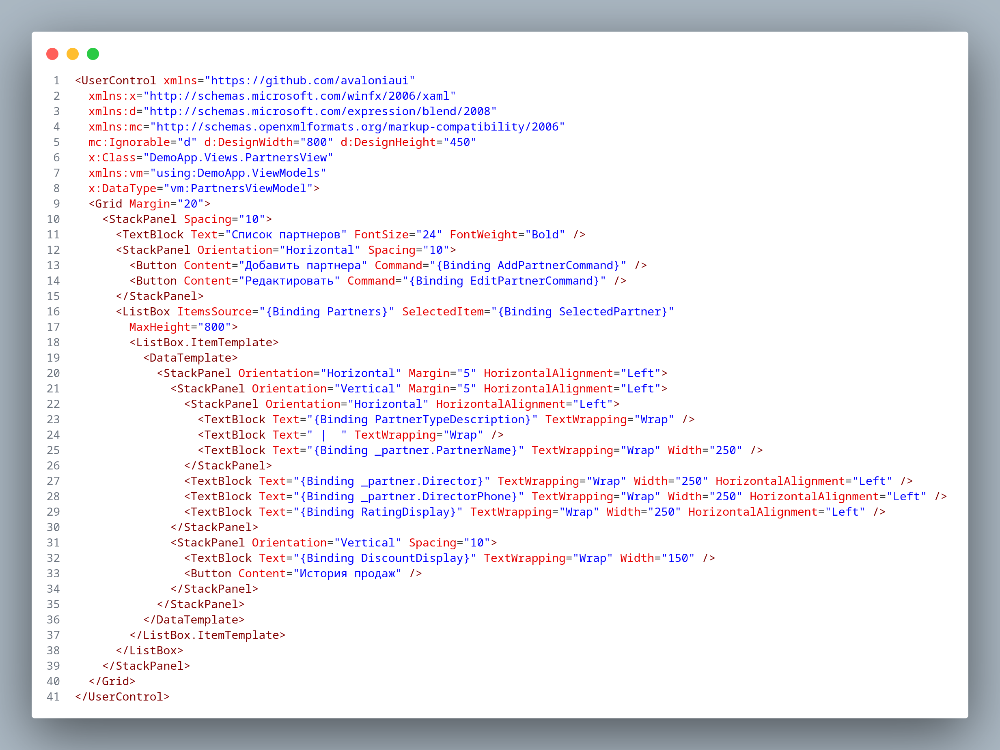 1 <UserControl xmlns="https://github.com/avaloniaui"
2   xmlns:x="http://schemas.microsoft.com/winfx/2006/xaml"
3   xmlns:d="http://schemas.microsoft.com/expression/blend/2008"
4   xmlns:mc="http://schemas.openxmlformats.org/markup-compatibility/2006"
5   mc:Ignorable="d" d:DesignWidth="800" d:DesignHeight="450"
6   x:Class="DemoApp.Views.PartnersView"
7   xmlns:vm="using:DemoApp.ViewModels"
8   x:DataType="vm:PartnersViewModel">
9   <Grid Margin="20">
10     <StackPanel Spacing="10">
11       <TextBlock Text="Список партнеров" FontSize="24" FontWeight="Bold" />
12       <StackPanel Orientation="Horizontal" Spacing="10">
13         <Button Content="Добавить партнера" Command="{Binding AddPartnerCommand}" />
14         <Button Content="Редактировать" Command="{Binding EditPartnerCommand}" />
15       </StackPanel>
16       <ListBox ItemsSource="{Binding Partners}" SelectedItem="{Binding SelectedPartner}"
17         MaxHeight="800">
18         <ListBox.ItemTemplate>
19           <DataTemplate>
20             <StackPanel Orientation="Horizontal" Margin="5" HorizontalAlignment="Left">
21               <StackPanel Orientation="Vertical" Margin="5" HorizontalAlignment="Left">
22                 <StackPanel Orientation="Horizontal" HorizontalAlignment="Left">
23                   <TextBlock Text="{Binding PartnerTypeDescription}" TextWrapping="Wrap" />
24                   <TextBlock Text=" |  " TextWrapping="Wrap" />
25                   <TextBlock Text="{Binding _partner.PartnerName}" TextWrapping="Wrap" Width="250" />
26                 </StackPanel>
27                 <TextBlock Text="{Binding _partner.Director}" TextWrapping="Wrap" Width="250" HorizontalAlignment="Left" />
28                 <TextBlock Text="{Binding _partner.DirectorPhone}" TextWrapping="Wrap" Width="250" HorizontalAlignment="Left" />
29                 <TextBlock Text="{Binding RatingDisplay}" TextWrapping="Wrap" Width="250" HorizontalAlignment="Left" />
30               </StackPanel>
31               <StackPanel Orientation="Vertical" Spacing="10">
32                 <TextBlock Text="{Binding DiscountDisplay}" TextWrapping="Wrap" Width="150" />
33                 <Button Content="История продаж" />
34               </StackPanel>
35             </StackPanel>
36           </DataTemplate>
37         </ListBox.ItemTemplate>
38       </ListBox>
39     </StackPanel>
40   </Grid>
41 </UserControl>